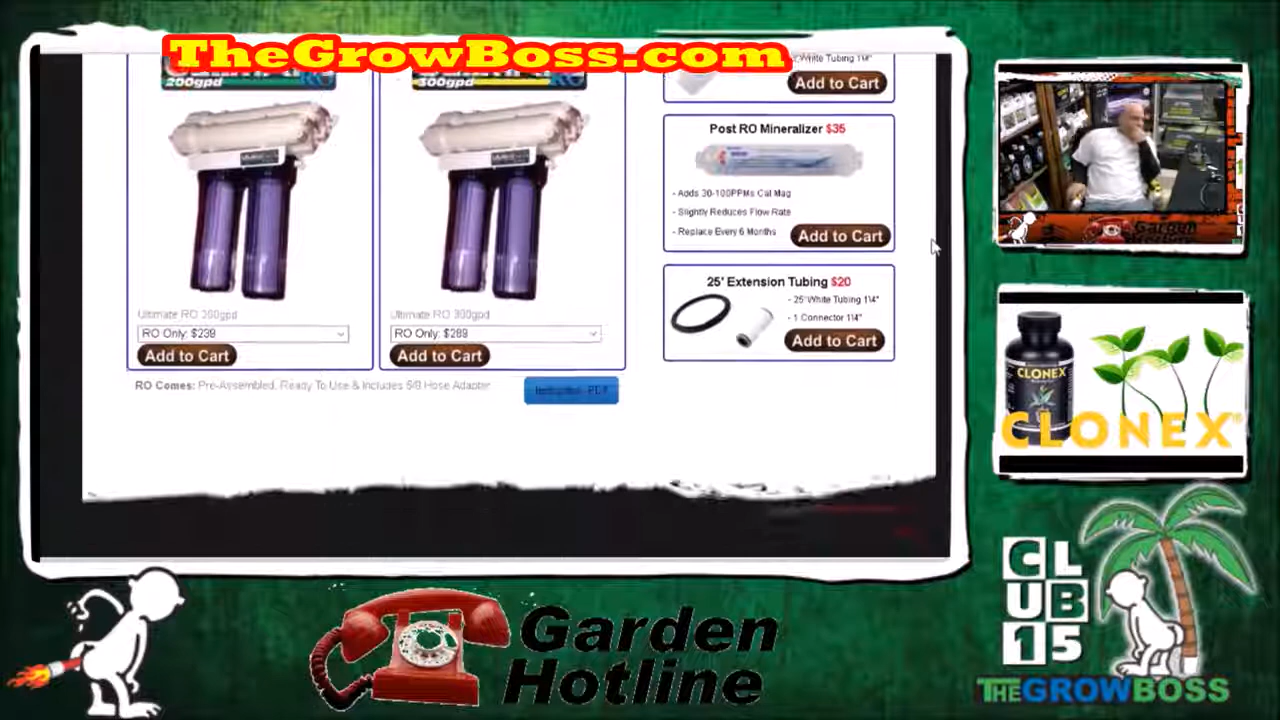 TheGrowBoss.com
200gpd
300gpd
Ultimate RO 200gpd
RO Only: $239
Add to Cart
Ultimate RO 300gpd
RO Only: $289
Add to Cart
RO Comes: Pre-Assembled, Ready To Use & Includes 5/8 Hose Adapter
White Tubing 1/4"
Add to Cart
Post RO Mineralizer $35
- Adds 30-100PPMs Cal Mag
- Slightly Reduces Flow Rate
- Replace Every 6 Months
Add to Cart
25' Extension Tubing $20
- 25' White Tubing 1/4"
- 1 Connector 1/4"
Add to Cart
Garden
Hotline
CLONEX
CLONEX
CLUB
15
THEGROWBOSS
Garden
Hotline